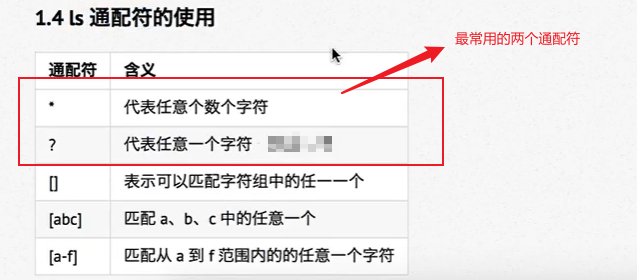 1.4 ls 通配符的使用
最常用的两个通配符
通配符 含义
* 代表任意个数个字符
? 代表任意一个字符
[] 表示可以匹配字符组中的任一一个
[abc] 匹配 a、b、c 中的任意一个
[a-f] 匹配从 a 到 f 范围内的的任意一个字符